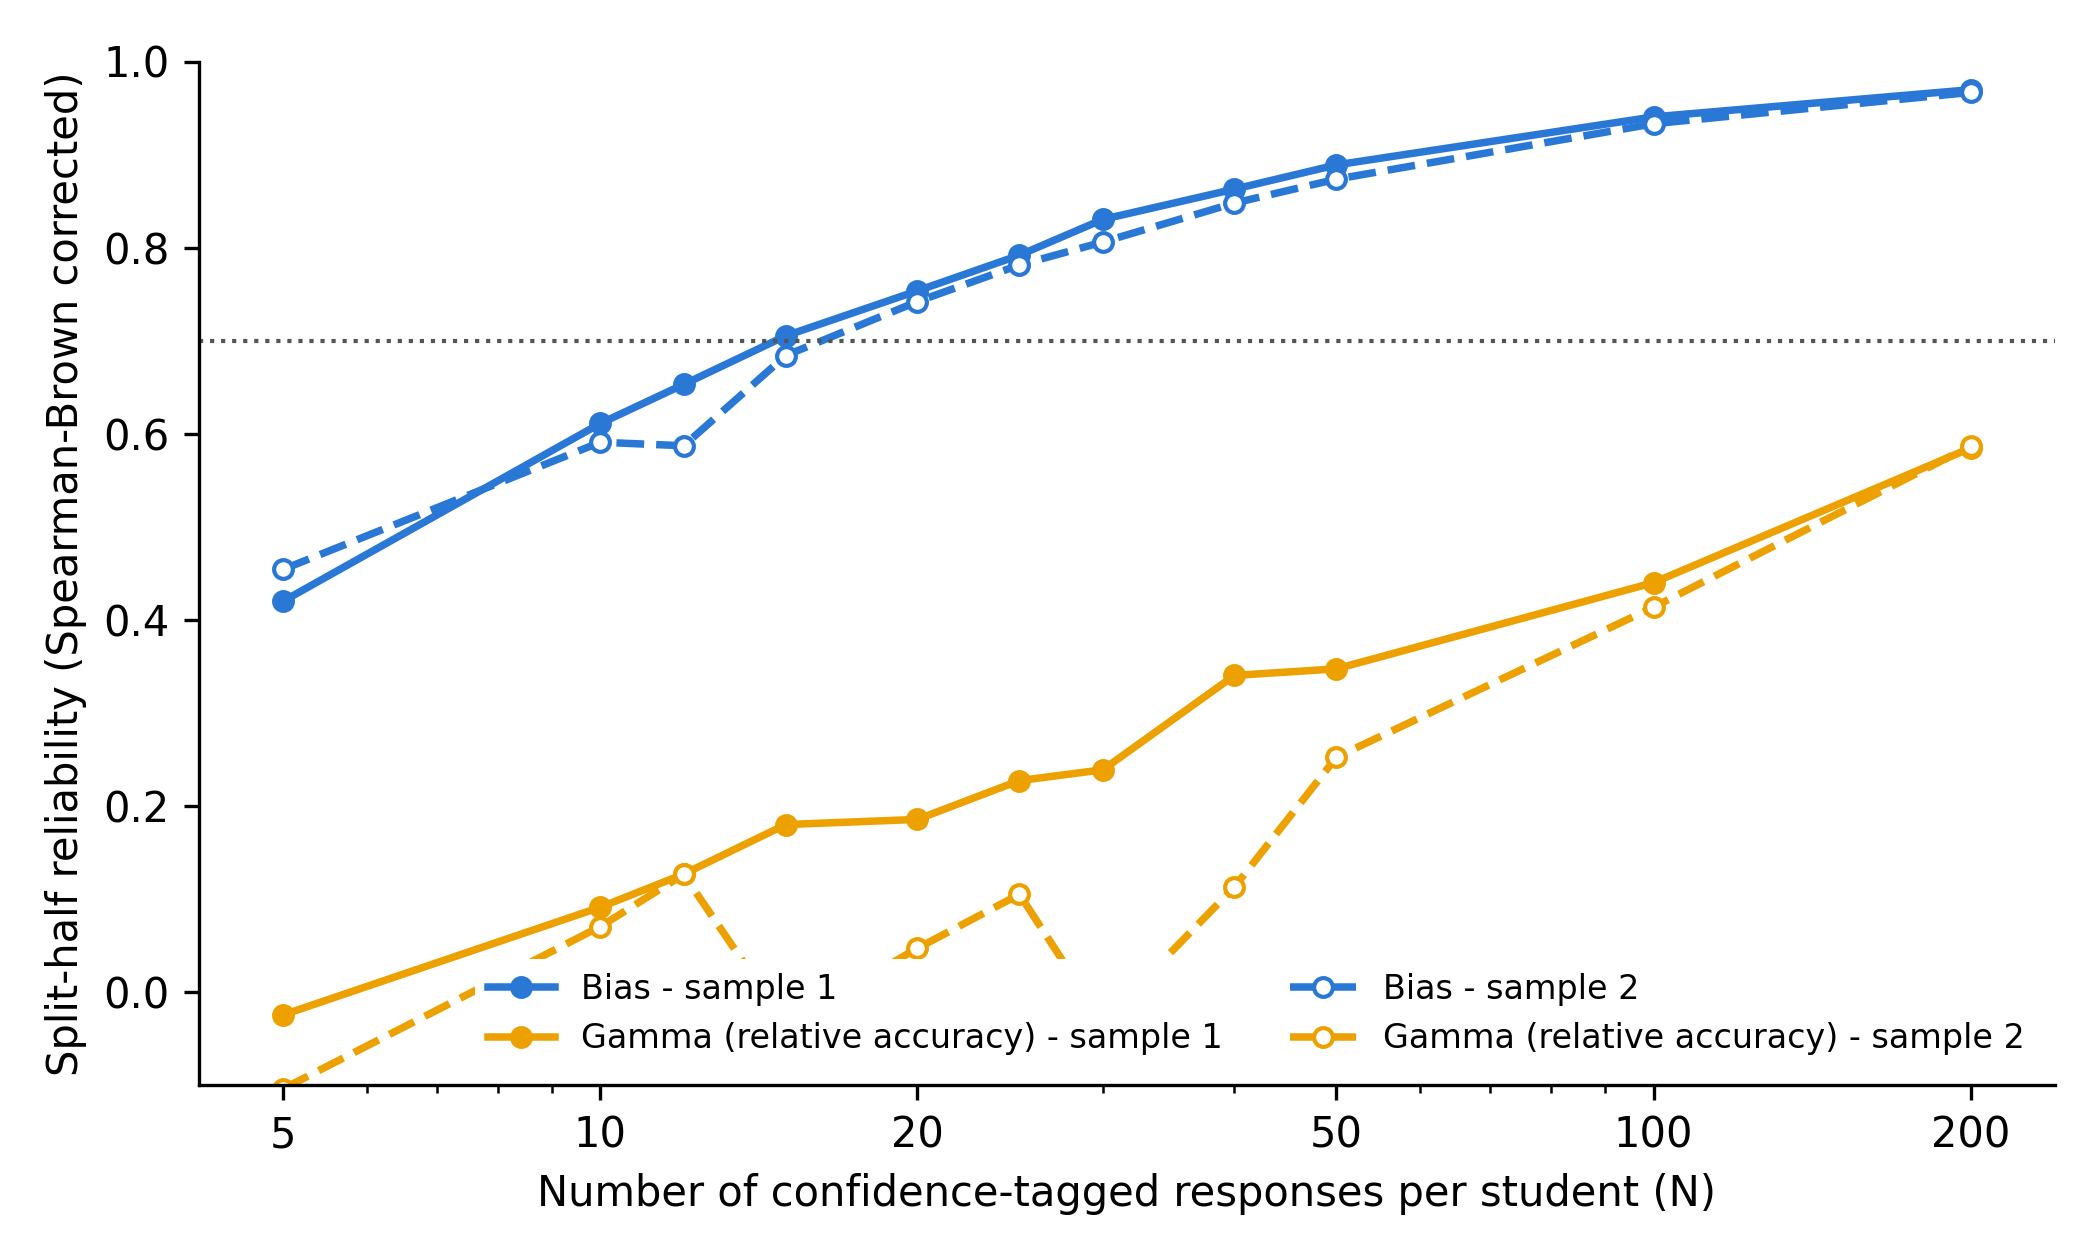 Split-half reliability (Spearman-Brown corrected)
1.0
0.8
0.6
0.4
0.2
0.0
Bias - sample 1
Gamma (relative accuracy) - sample 1
Bias - sample 2
Gamma (relative accuracy) - sample 2
5 10 20 50 100 200
Number of confidence-tagged responses per student (N)